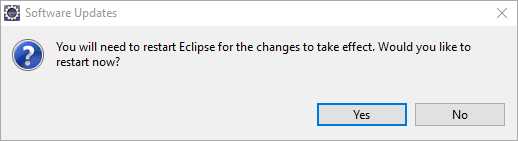 Software Updates
You will need to restart Eclipse for the changes to take effect. Would you like to
restart now?
Yes
No